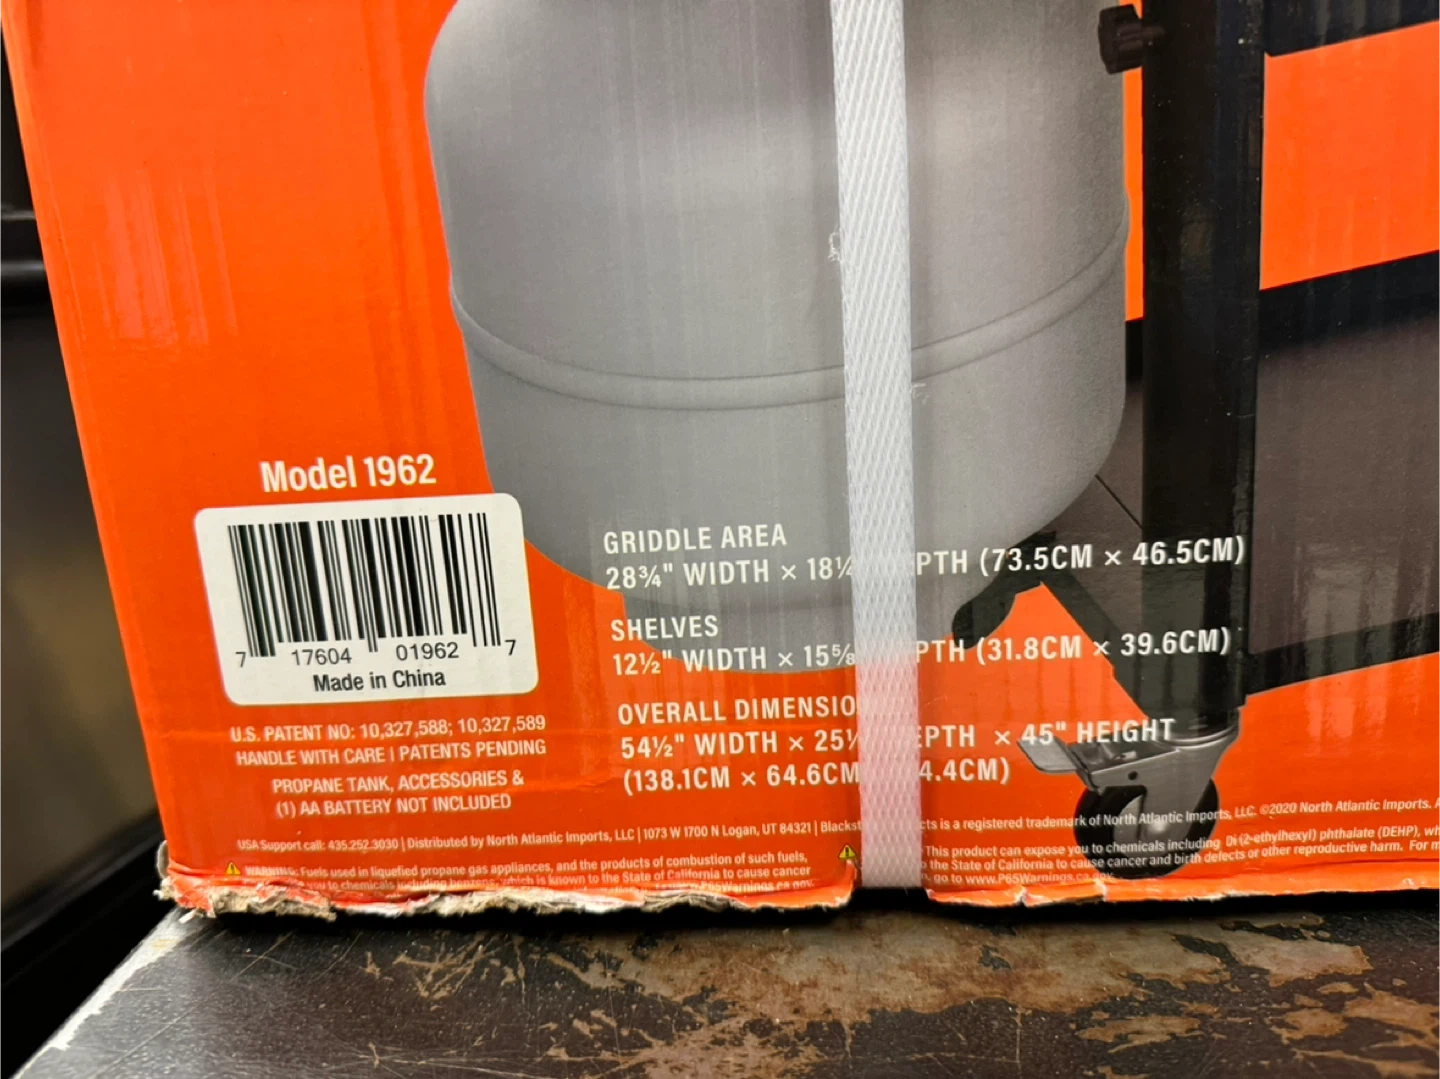 Model 1962
7 17604 01962 7
Made in China
U.S. PATENT NO: 10,327,588; 10,327,589
HANDLE WITH CARE | PATENTS PENDING
PROPANE TANK, ACCESSORIES &
(1) AA BATTERY NOT INCLUDED
GRIDDLE AREA
28¾" WIDTH × 18¼ PTH (73.5CM × 46.5CM)
SHELVES
12½" WIDTH × 15⅝ PTH (31.8CM × 39.6CM)
OVERALL DIMENSIO
54½" WIDTH × 25 EPTH × 45" HEIGHT
(138.1CM × 64.6CM 4.4CM)
USA Support call: 435.252.3030 | Distributed by North Atlantic Imports, LLC | 1073 W 1700 N Logan, UT 84321 | Blackst cts is a registered trademark of North Atlantic Imports, LLC. ©2020 North Atlantic Imports. A
WARNING: Fuels used in liquefied propane gas appliances, and the products of combustion of such fuels,
you to chemicals including benzene, which is known to the State of California to cause cancer
P65Warnings.ca.gov
This product can expose you to chemicals including Di (2-ethylhexyl) phthalate (DEHP), wh
the State of California to cause cancer and birth defects or other reproductive harm. For m
go to www.P65Warnings.ca.gov